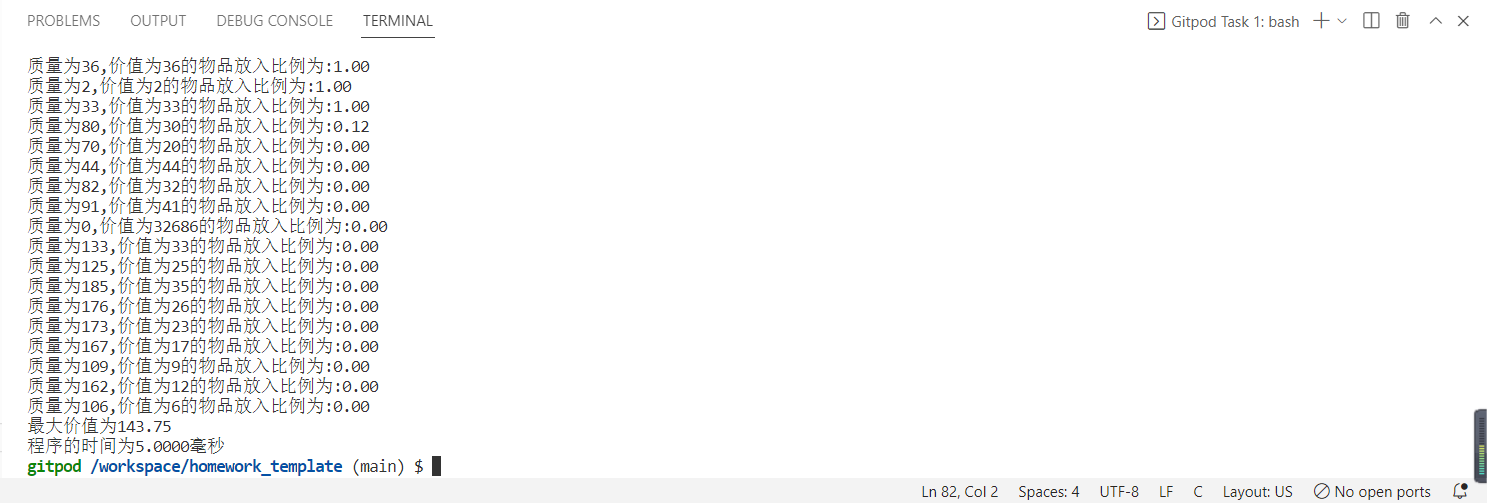 PROBLEMS OUTPUT DEBUG CONSOLE TERMINAL Gitpod Task 1: bash
质量为36,价值为36的物品放入比例为:1.00
质量为2,价值为2的物品放入比例为:1.00
质量为33,价值为33的物品放入比例为:1.00
质量为80,价值为30的物品放入比例为:0.12
质量为70,价值为20的物品放入比例为:0.00
质量为44,价值为44的物品放入比例为:0.00
质量为82,价值为32的物品放入比例为:0.00
质量为91,价值为41的物品放入比例为:0.00
质量为0,价值为32686的物品放入比例为:0.00
质量为133,价值为33的物品放入比例为:0.00
质量为125,价值为25的物品放入比例为:0.00
质量为185,价值为35的物品放入比例为:0.00
质量为176,价值为26的物品放入比例为:0.00
质量为173,价值为23的物品放入比例为:0.00
质量为167,价值为17的物品放入比例为:0.00
质量为109,价值为9的物品放入比例为:0.00
质量为162,价值为12的物品放入比例为:0.00
质量为106,价值为6的物品放入比例为:0.00
最大价值为143.75
程序的时间为5.0000毫秒
gitpod /workspace/homework_template (main) $
Ln 82, Col 2 Spaces: 4 UTF-8 LF C Layout: US No open ports